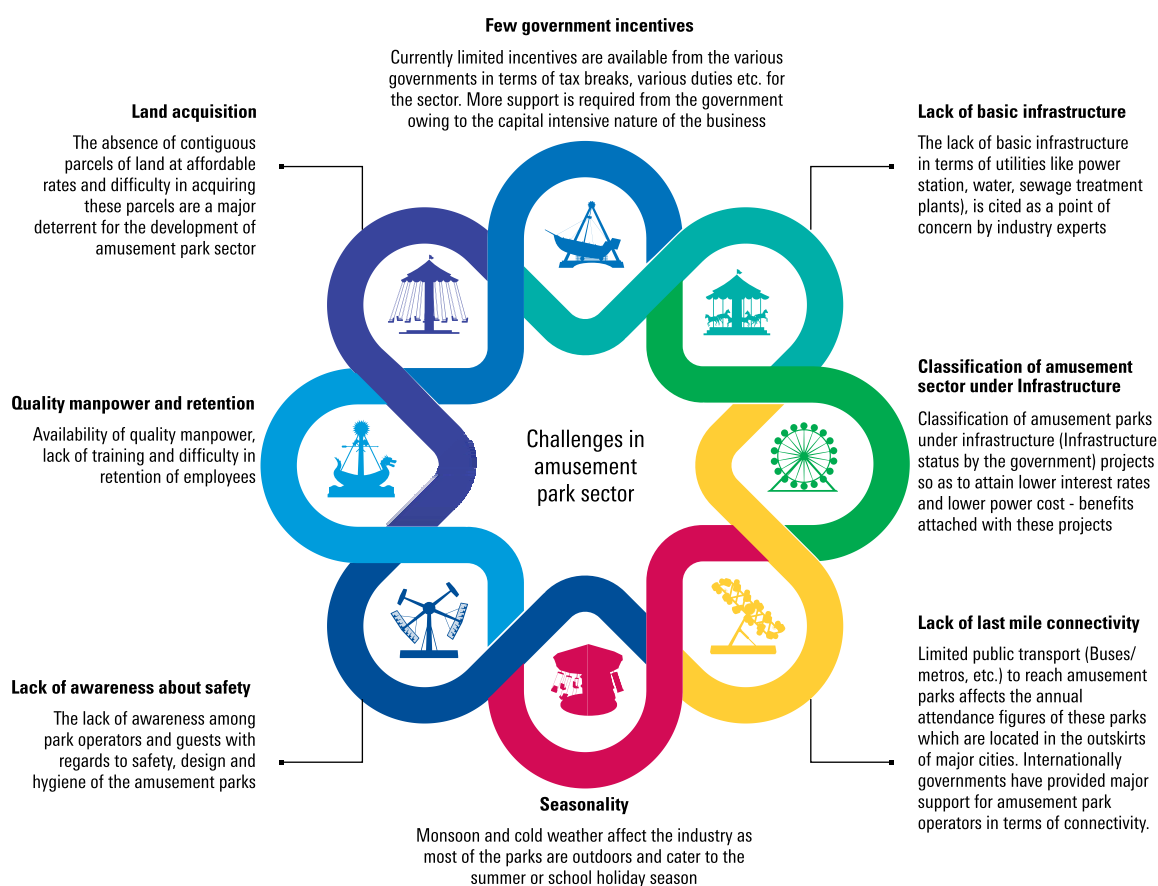 Few government incentives
Currently limited incentives are available from the various
governments in terms of tax breaks, various duties etc. for
the sector. More support is required from the government
owing to the capital intensive nature of the business
Land acquisition
The absence of contiguous
parcels of land at affordable
rates and difficulty in acquiring
these parcels are a major
deterrent for the development of
amusement park sector
Lack of basic infrastructure
The lack of basic infrastructure
in terms of utilities like power
station, water, sewage treatment
plants), is cited as a point of
concern by industry experts
Quality manpower and retention
Availability of quality manpower,
lack of training and difficulty in
retention of employees
Challenges in
amusement
park sector
Classification of amusement
sector under Infrastructure
Classification of amusement parks
under infrastructure (Infrastructure
status by the government) projects
so as to attain lower interest rates
and lower power cost - benefits
attached with these projects
Lack of awareness about safety
The lack of awareness among
park operators and guests with
regards to safety, design and
hygiene of the amusement parks
Lack of last mile connectivity
Limited public transport (Buses/
metros, etc.) to reach amusement
parks affects the annual
attendance figures of these parks
which are located in the outskirts
of major cities. Internationally
governments have provided major
support for amusement park
operators in terms of connectivity.
Seasonality
Monsoon and cold weather affect the industry as
most of the parks are outdoors and cater to the
summer or school holiday season